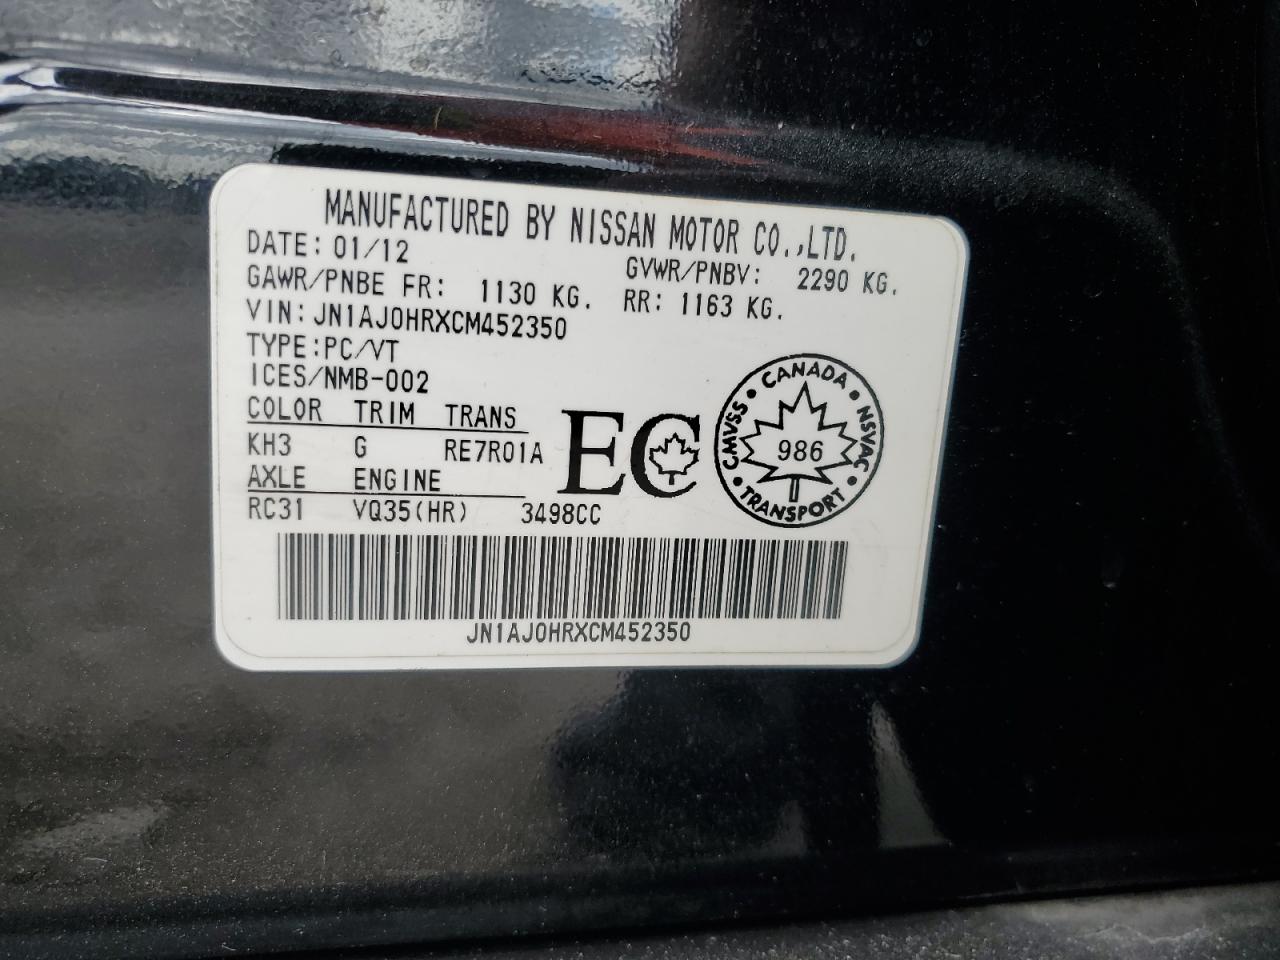 MANUFACTURED BY NISSAN MOTOR CO.,LTD.
DATE: 01/12 GVWR/PNBV: 2290 KG.
GAWR/PNBE FR: 1130 KG. RR: 1163 KG.
VIN: JN1AJ0HRXCM452350
TYPE:PC/VT
ICES/NMB-002
COLOR TRIM TRANS
KH3 G RE7R01A
AXLE ENGINE
RC31 VQ35(HR) 3498CC
EC
CANADA
CMVSS NSVAC
986
TRANSPORT
JN1AJ0HRXCM452350